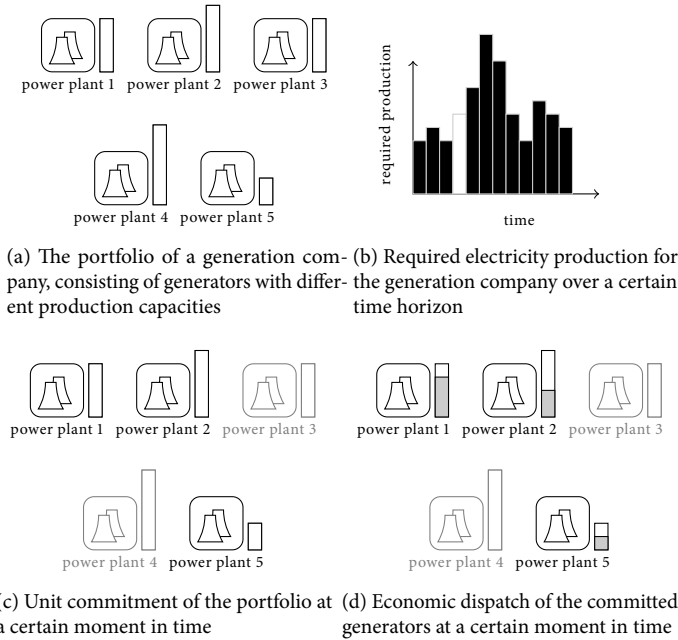 power plant 1 power plant 2 power plant 3
required production
power plant 4 power plant 5
time
(a) The portfolio of a generation com-
pany, consisting of generators with differ-
ent production capacities
(b) Required electricity production for
the generation company over a certain
time horizon
power plant 1 power plant 2 power plant 3
power plant 4 power plant 5
power plant 1 power plant 2 power plant 3
power plant 4 power plant 5
(c) Unit commitment of the portfolio at
a certain moment in time
(d) Economic dispatch of the committed
generators at a certain moment in time